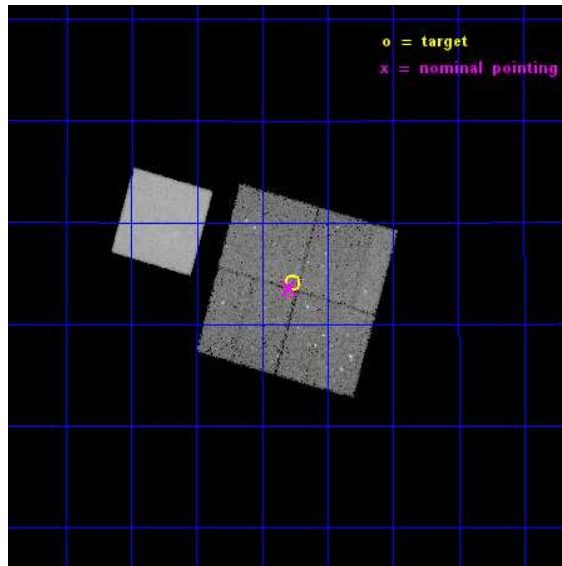 o = target
x = nominal pointing